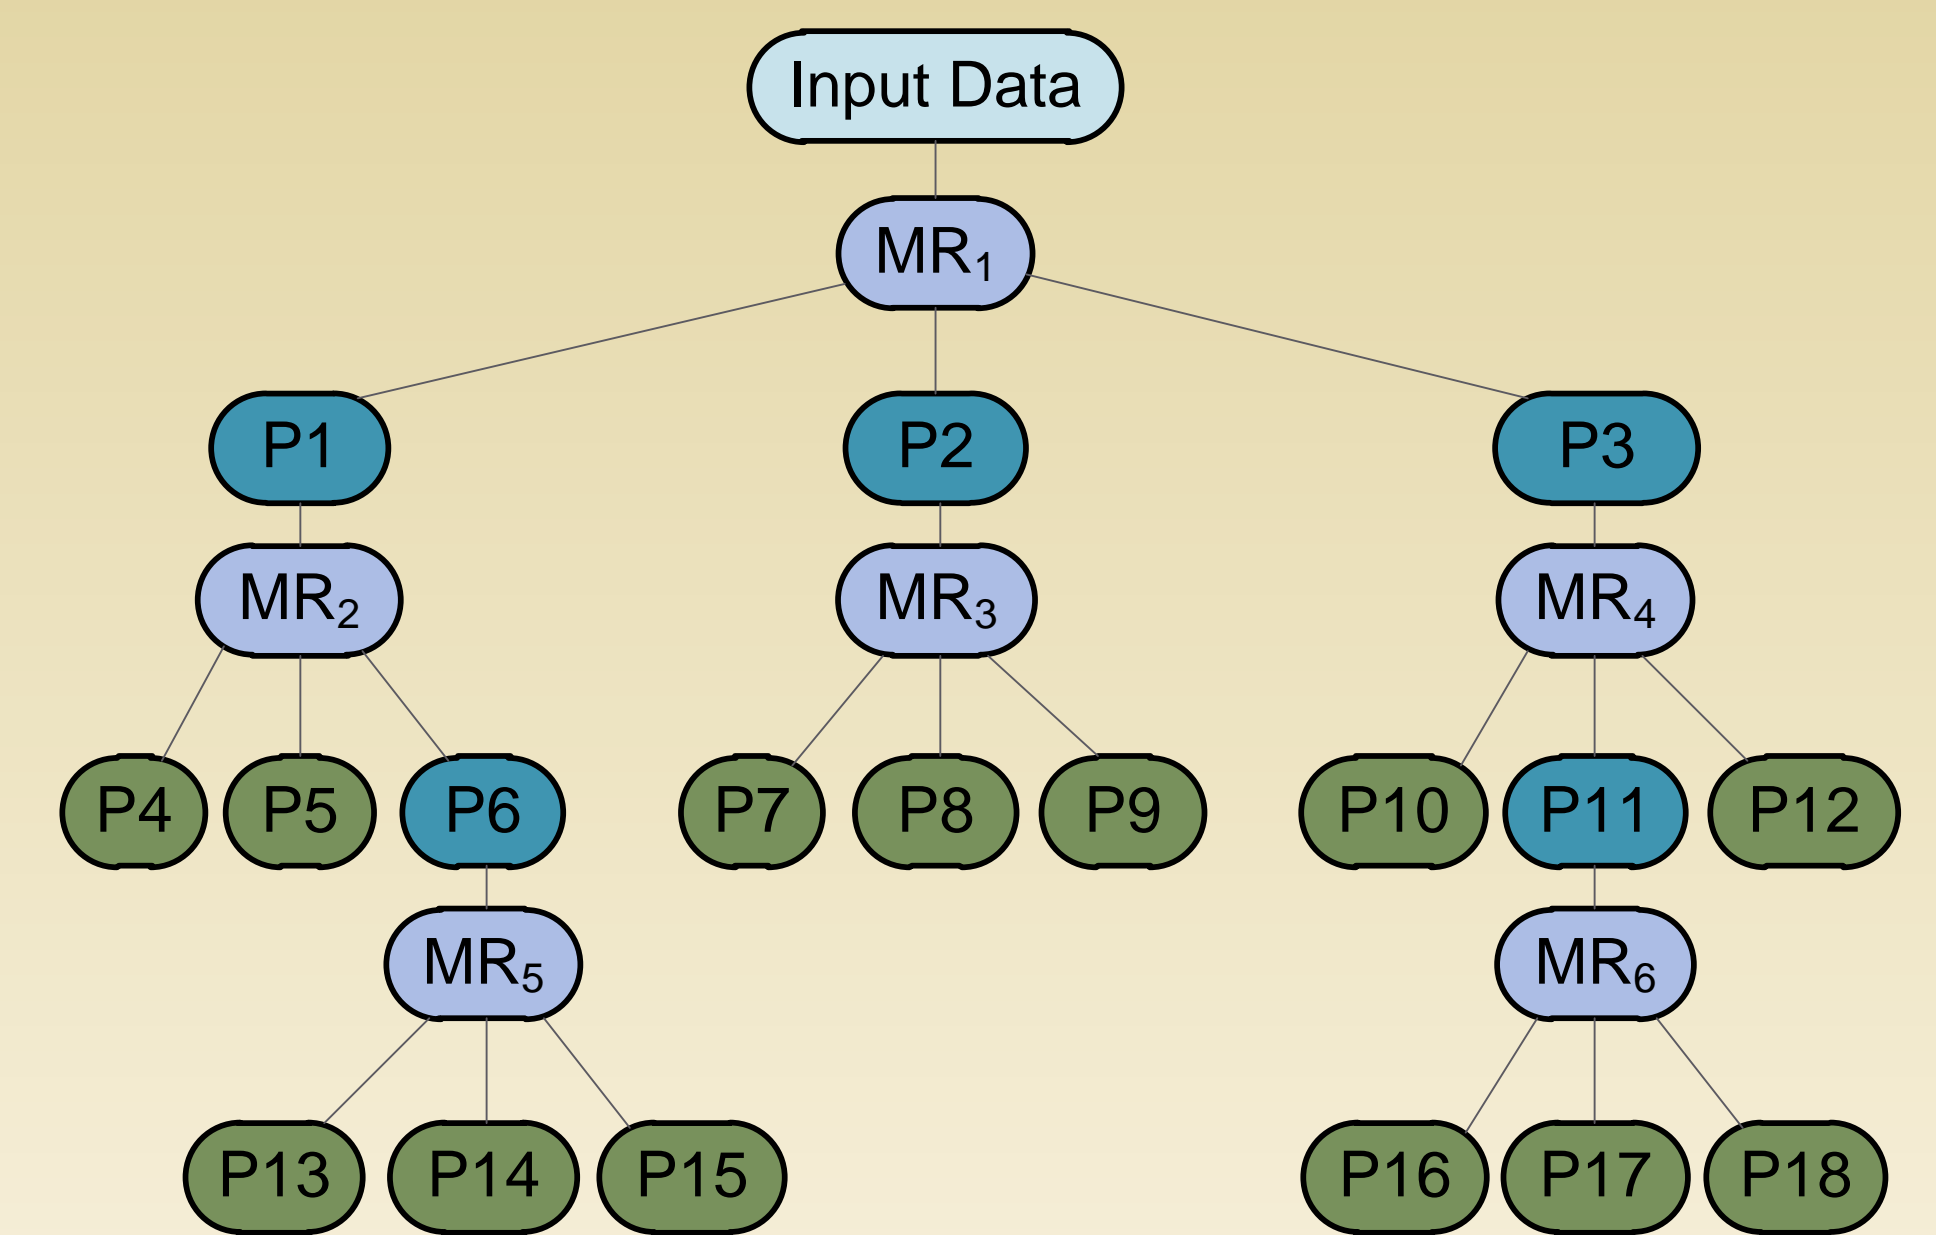 Input Data
MR₁
P1 P2 P3
MR₂ MR₃ MR₄
P4 P5 P6 P7 P8 P9 P10 P11 P12
MR₅ MR₆
P13 P14 P15 P16 P17 P18